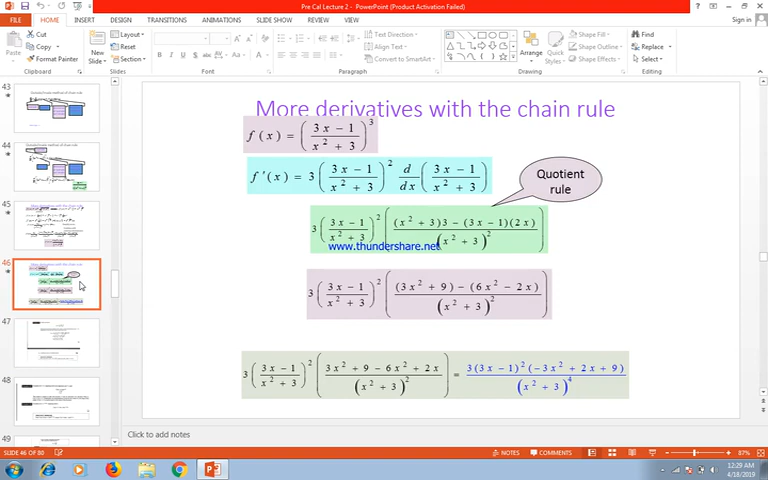 Pre Cal Lecture 2 - PowerPoint (Product Activation Failed)
Sign in
FILE HOME INSERT DESIGN TRANSITIONS ANIMATIONS SLIDE SHOW REVIEW VIEW
Paste
Cut
Copy
Format Painter
Clipboard
New Slide
Layout
Reset
Section
Slides
Font
Text Direction
Align Text
Convert to SmartArt
Paragraph
Arrange
Quick Styles
Shape Fill
Shape Outline
Shape Effects
Drawing
Find
Replace
Select
Editing
43
44
45
46
47
48
49
More derivatives with the chain rule
f (x) = ( (3x − 1) / (x² + 3) )³
f '(x) = 3 ( (3x − 1) / (x² + 3) )² d/dx ( (3x − 1) / (x² + 3) )
Quotient
rule
3 ( (3x − 1) / (x² + 3) )² ( ((x² + 3)3 − (3x − 1)(2x)) / (x² + 3)² )
www.thundershare.net
3 ( (3x − 1) / (x² + 3) )² ( ((3x² + 9) − (6x² − 2x)) / (x² + 3)² )
3 ( (3x − 1) / (x² + 3) )² ( (3x² + 9 − 6x² + 2x) / (x² + 3)² ) = 3(3x − 1)²(−3x² + 2x + 9) / (x² + 3)⁴
Click to add notes
SLIDE 46 OF 80
NOTES
COMMENTS
87%
12:29 AM
4/18/2019